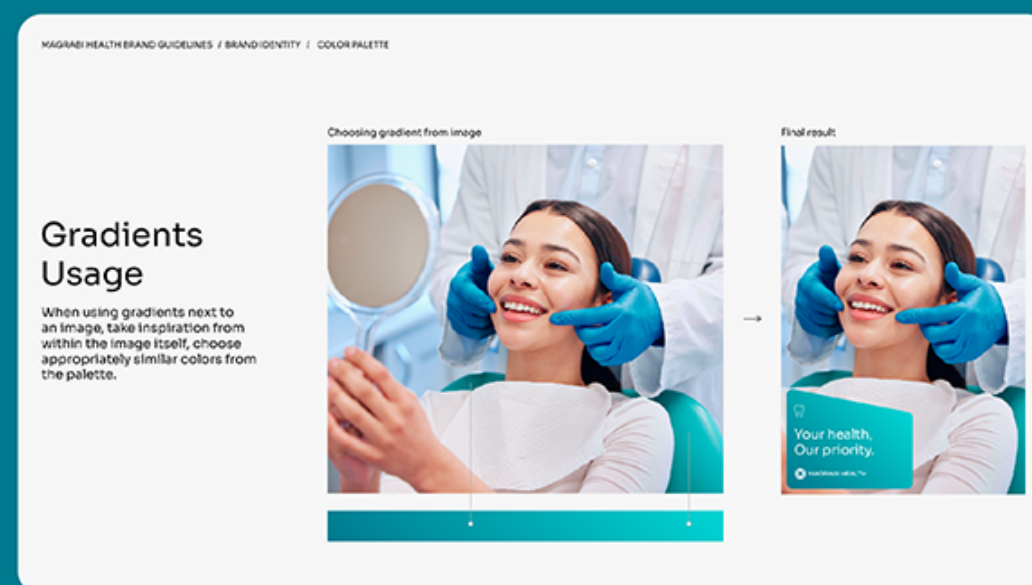 MAGRABI HEALTH BRAND GUIDELINES / BRAND IDENTITY / COLOR PALETTE
Choosing gradient from image
Final result
Gradients
Usage
When using gradients next to
an image, take inspiration from
within the image itself, choose
appropriately similar colors from
the palette.
→
Your health,
Our priority.
MAGRABI HEALTH